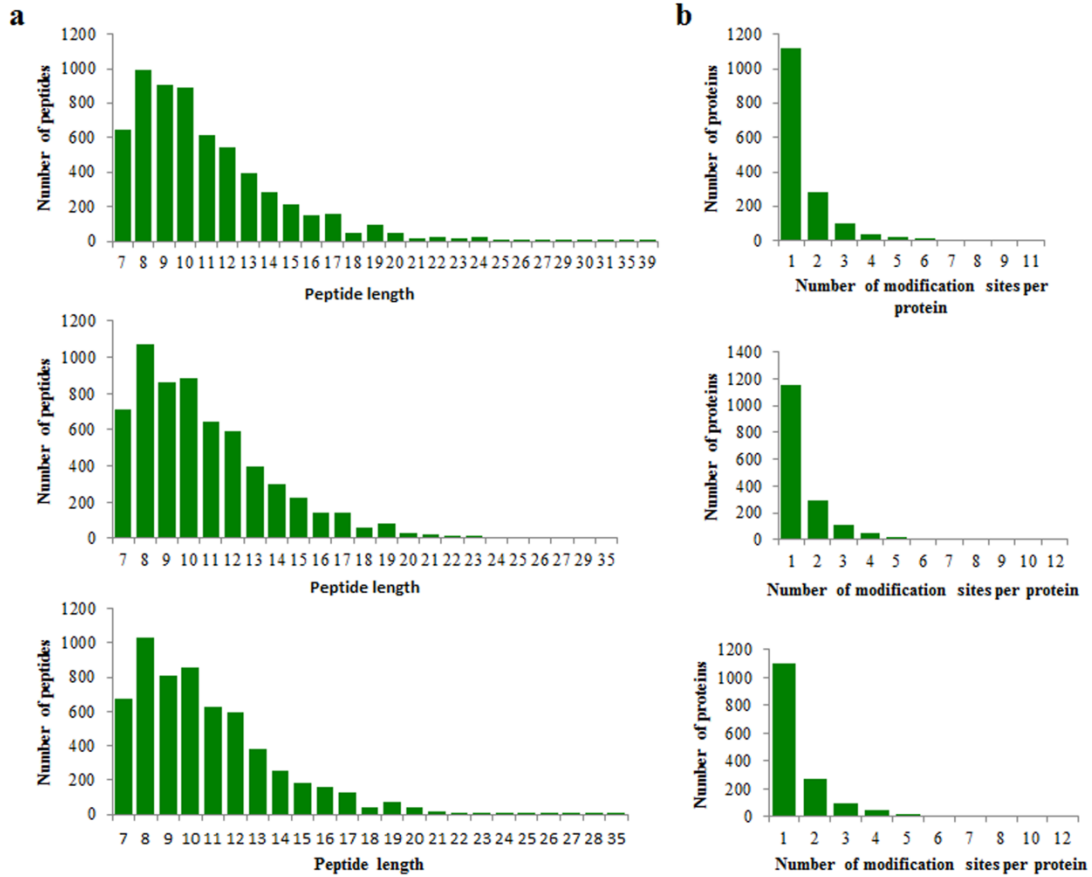 a
1200
1000
800
600
400
200
0
Number of peptides
7 8 9 10 11 12 13 14 15 16 17 18 19 20 21 22 23 24 25 26 27 29 30 31 35 39
Peptide length
1200
1000
800
600
400
200
0
Number of peptides
7 8 9 10 11 12 13 14 15 16 17 18 19 20 21 22 23 24 25 26 27 29 35
Peptide length
1200
1000
800
600
400
200
0
Number of peptides
7 8 9 10 11 12 13 14 15 16 17 18 19 20 21 22 23 24 25 26 27 28 35
Peptide length
b
1200
1000
800
600
400
200
0
Number of proteins
1 2 3 4 5 6 7 8 9 11
Number of modification sites per
protein
1400
1200
1000
800
600
400
200
0
Number of proteins
1 2 3 4 5 6 7 8 9 10 12
Number of modification sites per protein
1200
1000
800
600
400
200
0
Number of proteins
1 2 3 4 5 6 7 8 10 12
Number of modification sites per protein